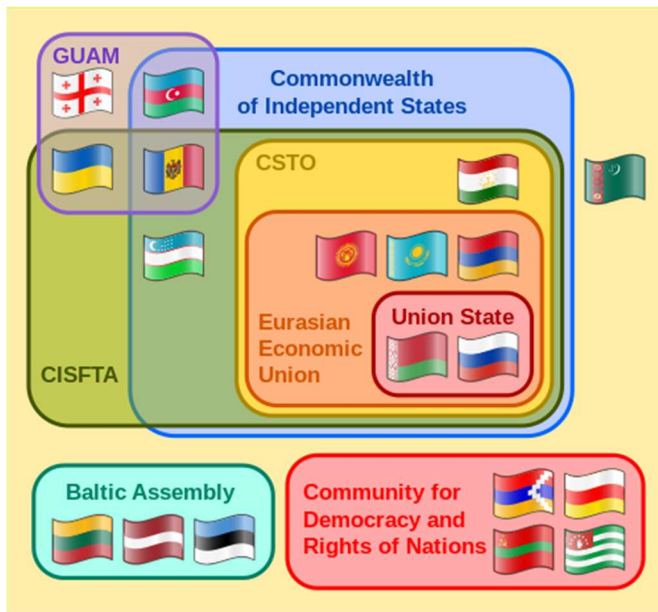 GUAM
Commonwealth
of Independent States
CSTO
Eurasian
Economic
Union
Union State
CISFTA
Baltic Assembly
Community for
Democracy and
Rights of Nations